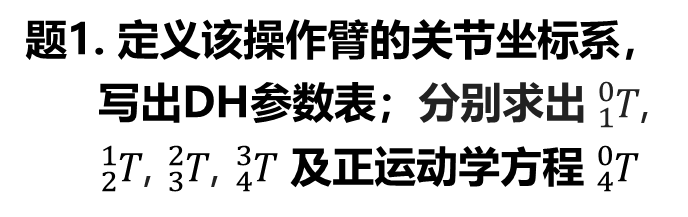 题1. 定义该操作臂的关节坐标系，
写出DH参数表；分别求出 ⁰₁T,
¹₂T, ²₃T, ³₄T 及正运动学方程 ⁰₄T